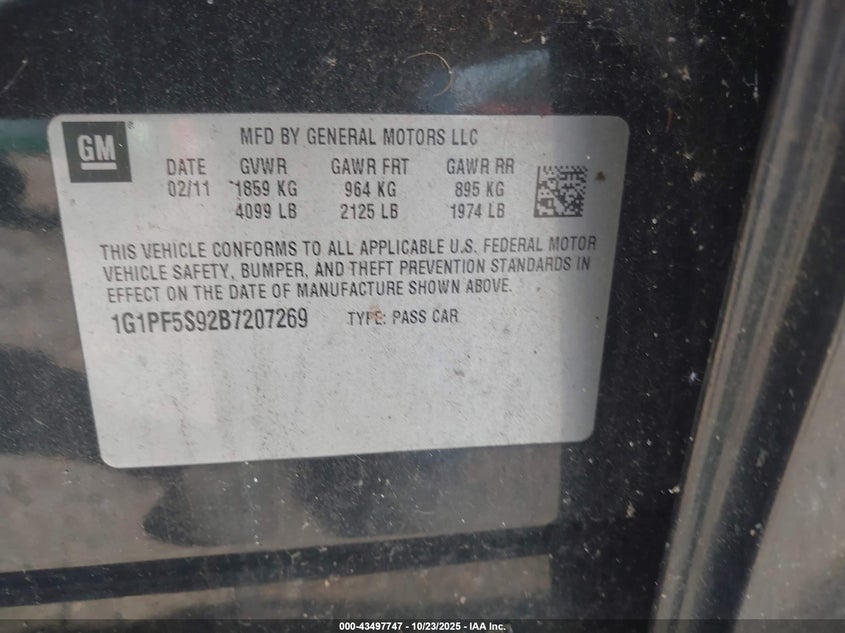 GM
MFD BY GENERAL MOTORS LLC
DATE GVWR GAWR FRT GAWR RR
02/11 1859 KG 964 KG 895 KG
4099 LB 2125 LB 1974 LB
THIS VEHICLE CONFORMS TO ALL APPLICABLE U.S. FEDERAL MOTOR
VEHICLE SAFETY, BUMPER, AND THEFT PREVENTION STANDARDS IN
EFFECT ON THE DATE OF MANUFACTURE SHOWN ABOVE.
1G1PF5S92B7207269 TYPE: PASS CAR
000-43497747 - 10/23/2025 - IAA Inc.